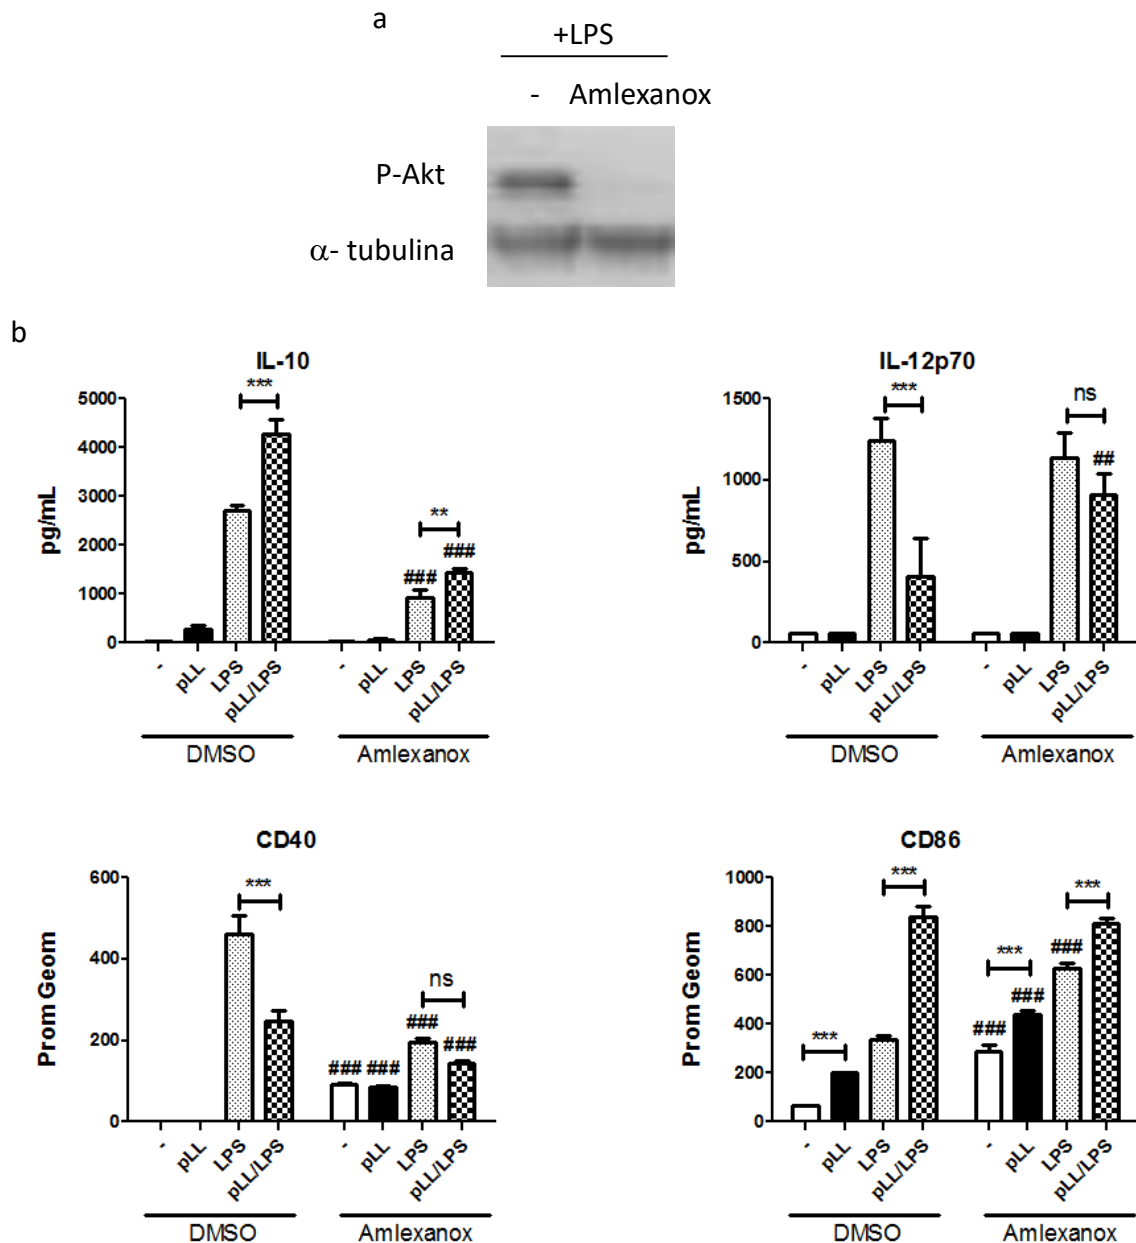 a
+LPS
- Amlexanox
P-Akt
α- tubulina
b
IL-10
***
5000
4000
3000
2000
1000
0
pg/mL
**
###
###
- pLL LPS pLL/LPS - pLL LPS pLL/LPS
DMSO Amlexanox
IL-12p70
1500
1000
500
0
pg/mL
***
ns
##
- pLL LPS pLL/LPS - pLL LPS pLL/LPS
DMSO Amlexanox
CD40
600
400
200
0
Prom Geom
***
ns
### ### ### ###
- pLL LPS pLL/LPS - pLL LPS pLL/LPS
DMSO Amlexanox
CD86
1000
800
600
400
200
0
Prom Geom
*** ***
*** ***
### ### ###
- pLL LPS pLL/LPS - pLL LPS pLL/LPS
DMSO Amlexanox